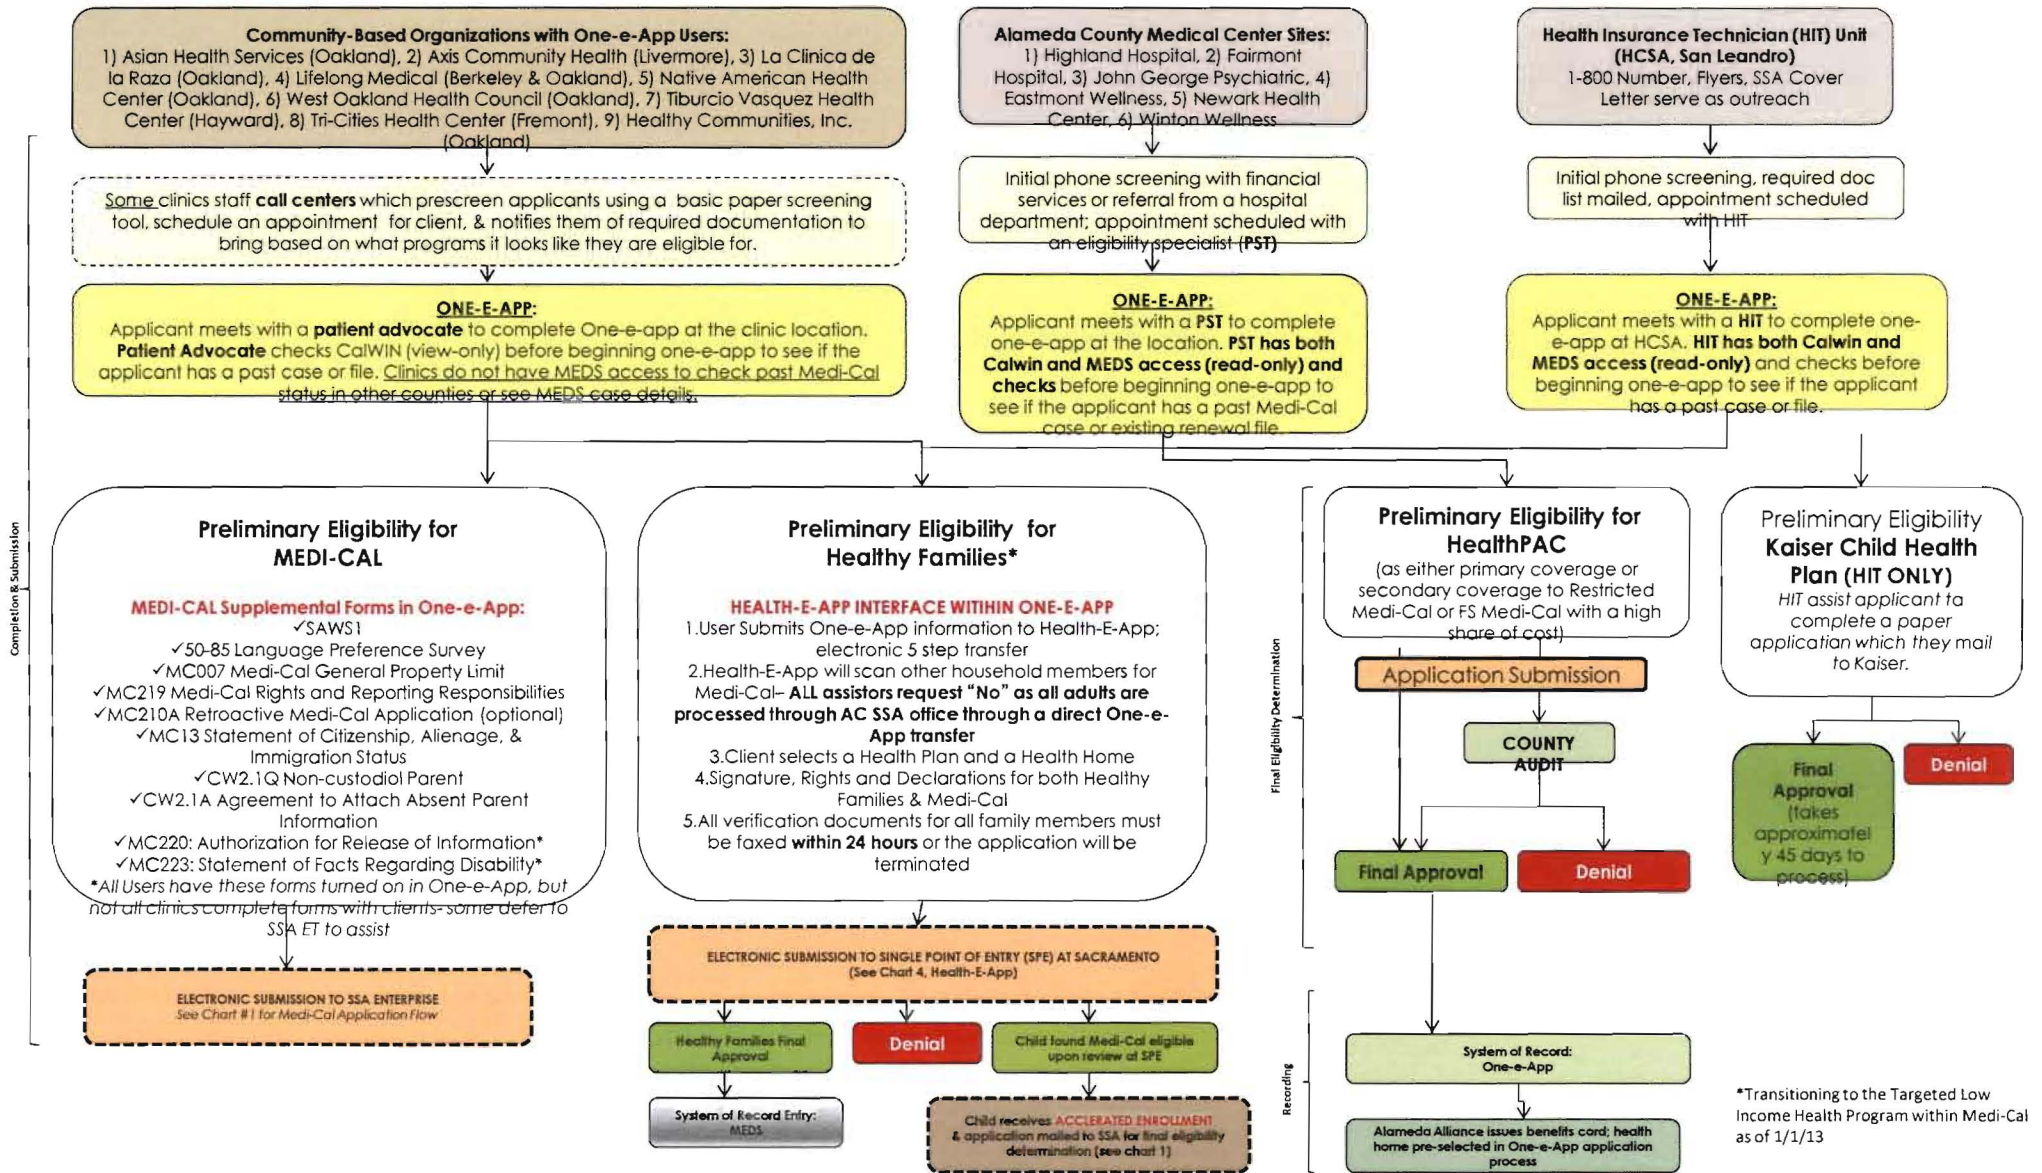 Community-Based Organizations with One-e-App Users:
1) Asian Health Services (Oakland), 2) Axis Community Health (Livermore), 3) La Clinica de
la Raza (Oakland), 4) Lifelong Medical (Berkeley & Oakland), 5) Native American Health
Center (Oakland), 6) West Oakland Health Council (Oakland), 7) Tiburcio Vasquez Health
Center (Hayward), 8) Tri-Cities Health Center (Fremont), 9) Healthy Communities, Inc.
(Oakland)
Alameda County Medical Center Sites:
1) Highland Hospital, 2) Fairmont
Hospital, 3) John George Psychiatric, 4)
Eastmont Wellness, 5) Newark Health
Center, 6) Winton Wellness
Health Insurance Technician (HIT) Unit
(HCSA, San Leandro)
1-800 Number, Flyers, SSA Cover
Letter serve as outreach
Some clinics staff call centers which prescreen applicants using a basic paper screening
tool, schedule an appointment for client, & notifies them of required documentation to
bring based on what programs it looks like they are eligible for.
Initial phone screening with financial
services or referral from a hospital
department; appointment scheduled with
an eligibility specialist (PST)
Initial phone screening, required doc
list mailed, appointment scheduled
with HIT
ONE-E-APP:
Applicant meets with a patient advocate to complete One-e-app at the clinic location.
Patient Advocate checks CalWIN (view-only) before beginning one-e-app to see if the
applicant has a past case or file. Clinics do not have MEDS access to check past Medi-Cal
status in other counties or see MEDS case details.
ONE-E-APP:
Applicant meets with a PST to complete
one-e-app at the location. PST has both
Calwin and MEDS access (read-only) and
checks before beginning one-e-app to
see if the applicant has a past Medi-Cal
case or existing renewal file.
ONE-E-APP:
Applicant meets with a HIT to complete one-
e-app at HCSA. HIT has both Calwin and
MEDS access (read-only) and checks before
beginning one-e-app to see if the applicant
has a past case or file.
Completion & Submission
Preliminary Eligibility for
MEDI-CAL
MEDI-CAL Supplemental Forms in One-e-App:
✓SAWS1
✓50-85 Language Preference Survey
✓MC007 Medi-Cal General Property Limit
✓MC219 Medi-Cal Rights and Reporting Responsibilities
✓MC210A Retroactive Medi-Cal Application (optional)
✓MC13 Statement of Citizenship, Alienage, &
Immigration Status
✓CW2.1Q Non-custodiol Parent
✓CW2.1A Agreement to Attach Absent Parent
Information
✓MC220: Authorization for Release of Information*
✓MC223: Statement of Facts Regarding Disability*
*All Users have these forms turned on in One-e-App, but
not all clinics complete forms with clients- some defer to
SSA ET to assist
ELECTRONIC SUBMISSION TO SSA ENTERPRISE
See Chart #1 for Medi-Cal Application Flow
Preliminary Eligibility for
Healthy Families*
HEALTH-E-APP INTERFACE WITIHIN ONE-E-APP
1.User Submits One-e-App information to Health-E-App;
electronic 5 step transfer
2.Health-E-App will scan other household members for
Medi-Cal– ALL assistors request “No” as all adults are
processed through AC SSA office through a direct One-e-
App transfer
3.Client selects a Health Plan and a Health Home
4.Signature, Rights and Declarations for both Healthy
Families & Medi-Cal
5.All verification documents for all family members must
be faxed within 24 hours or the application will be
terminated
ELECTRONIC SUBMISSION TO SINGLE POINT OF ENTRY (SPE) AT SACRAMENTO
(See Chart 4, Health-E-App)
Healthy Families Final
Approval
Denial
Child found Medi-Cal eligible
upon review at SPE
System of Record Entry:
MEDS
Child receives ACCLERATED ENROLLMENT
& application mailed to SSA for final eligibility
determination (see chart 1)
Final Eligibility Determination
Preliminary Eligibility for
HealthPAC
(as either primary coverage or
secondary coverage to Restricted
Medi-Cal or FS Medi-Cal with a high
share of cost)
Application Submission
COUNTY
AUDIT
Final Approval
Denial
Recording
System of Record:
One-e-App
Alameda Alliance issues benefits card; health
home pre-selected in One-e-App application
process
Preliminary Eligibility
Kaiser Child Health
Plan (HIT ONLY)
HIT assist applicant ta
complete a paper
application which they mail
to Kaiser.
Final
Approval
(takes
approximatel
y 45 days to
process)
Denial
*Transitioning to the Targeted Low
Income Health Program within Medi-Cal
as of 1/1/13